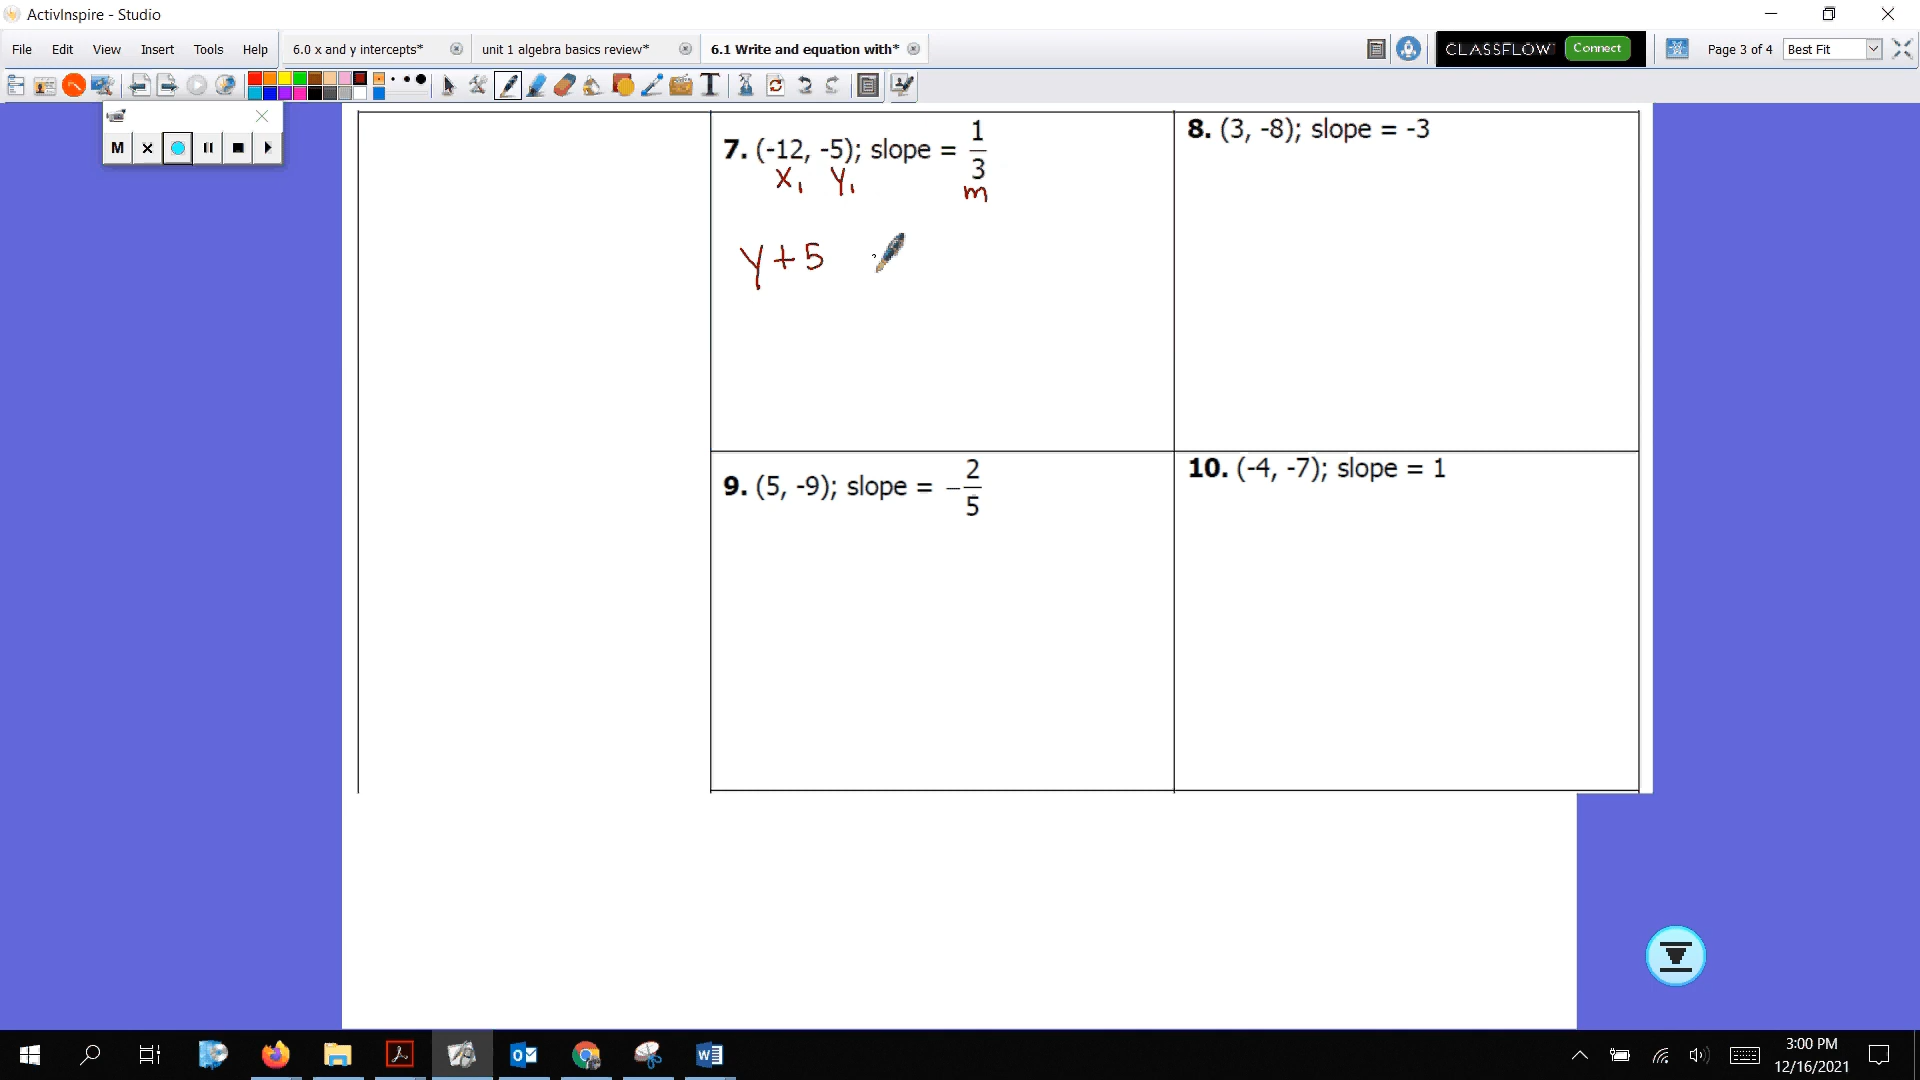 ActivInspire - Studio
File Edit View Insert Tools Help
6.0 x and y intercepts*
unit 1 algebra basics review*
6.1 Write and equation with*
CLASSFLOW
Connect
Page 3 of 4
Best Fit
T
M
7. (-12, -5); slope = 1/3
x₁ y₁ m
y + 5
8. (3, -8); slope = -3
9. (5, -9); slope = -2/5
10. (-4, -7); slope = 1
3:00 PM
12/16/2021